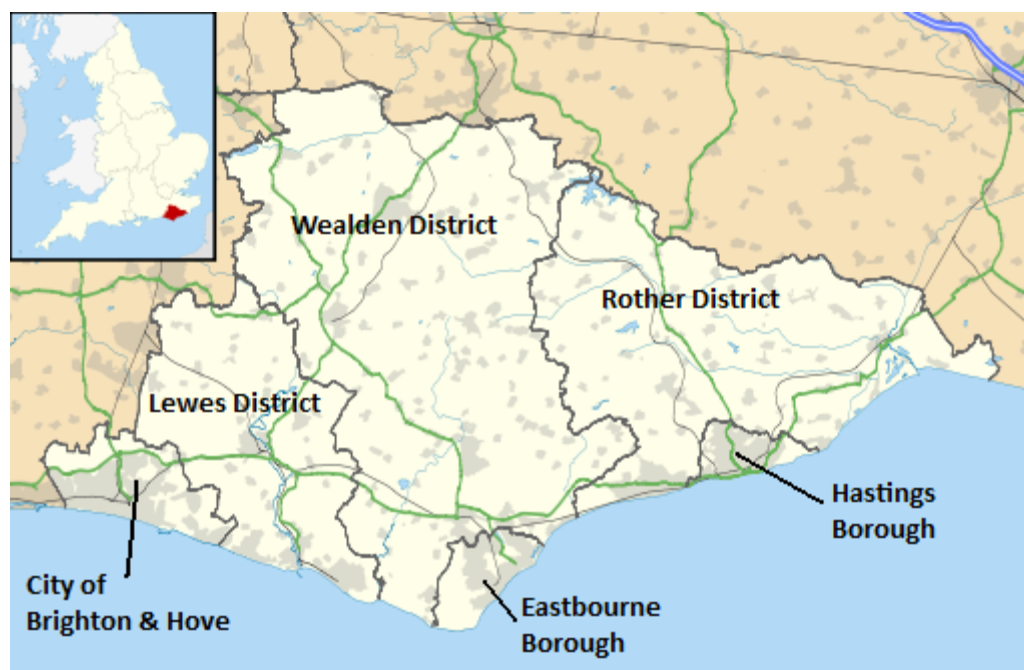 Wealden District
Rother District
Lewes District
Hastings
Borough
City of
Brighton & Hove
Eastbourne
Borough